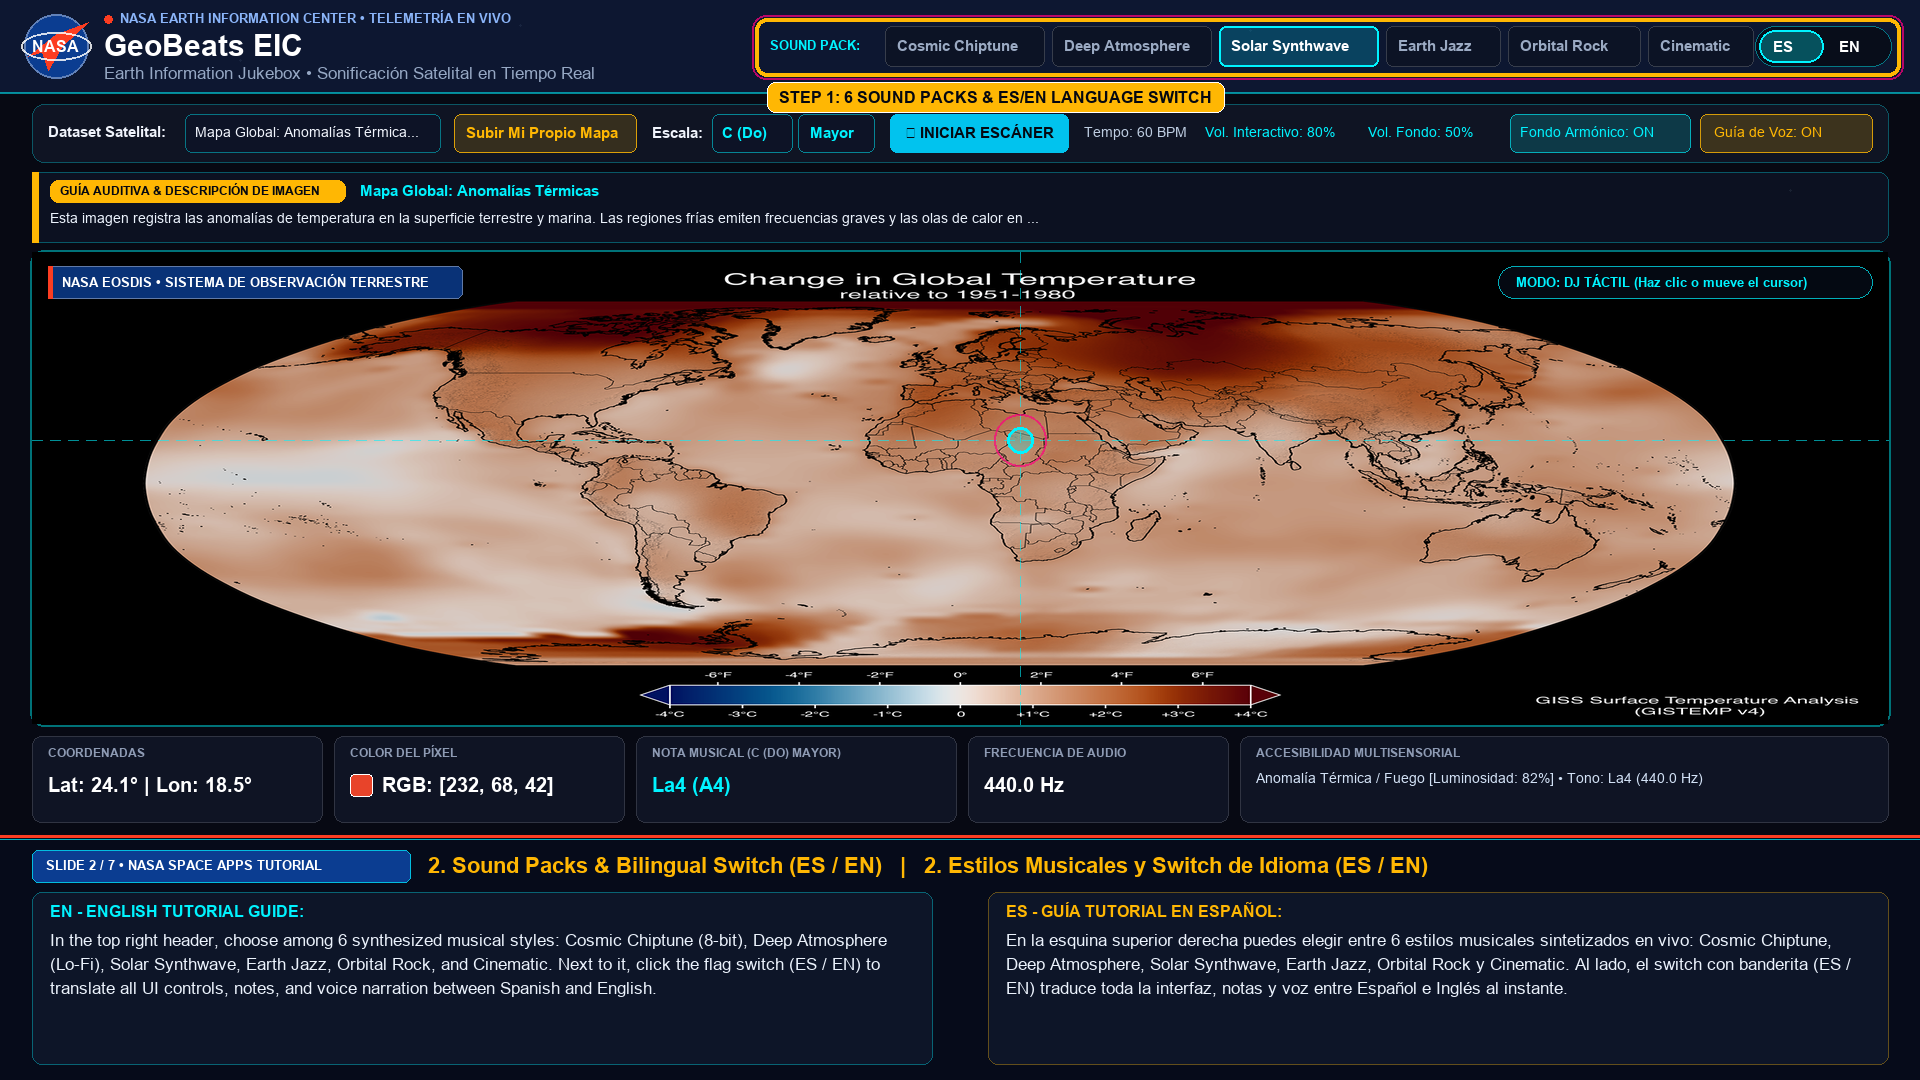 NASA
NASA EARTH INFORMATION CENTER • TELEMETRÍA EN VIVO
GeoBeats EIC
Earth Information Jukebox • Sonificación Satelital en Tiempo Real
SOUND PACK:
Cosmic Chiptune
Deep Atmosphere
Solar Synthwave
Earth Jazz
Orbital Rock
Cinematic
ES
EN
STEP 1: 6 SOUND PACKS & ES/EN LANGUAGE SWITCH
Dataset Satelital:
Mapa Global: Anomalías Térmica...
Subir Mi Propio Mapa
Escala:
C (Do)
Mayor
INICIAR ESCÁNER
Tempo: 60 BPM
Vol. Interactivo: 80%
Vol. Fondo: 50%
Fondo Armónico: ON
Guía de Voz: ON
GUÍA AUDITIVA & DESCRIPCIÓN DE IMAGEN
Mapa Global: Anomalías Térmicas
Esta imagen registra las anomalías de temperatura en la superficie terrestre y marina. Las regiones frías emiten frecuencias graves y las olas de calor en ...
NASA EOSDIS • SISTEMA DE OBSERVACIÓN TERRESTRE
Change in Global Temperature
relative to 1951-1980
MODO: DJ TÁCTIL (Haz clic o mueve el cursor)
-6°F -4°F -2°F 0° 2°F 4°F 6°F
-4°C -3°C -2°C -1°C 0 +1°C +2°C +3°C +4°C
GISS Surface Temperature Analysis
(GISTEMP v4)
COORDENADAS
Lat: 24.1° | Lon: 18.5°
COLOR DEL PÍXEL
RGB: [232, 68, 42]
NOTA MUSICAL (C (DO) MAYOR)
La4 (A4)
FRECUENCIA DE AUDIO
440.0 Hz
ACCESIBILIDAD MULTISENSORIAL
Anomalía Térmica / Fuego [Luminosidad: 82%] • Tono: La4 (440.0 Hz)
SLIDE 2 / 7 • NASA SPACE APPS TUTORIAL
2. Sound Packs & Bilingual Switch (ES / EN) | 2. Estilos Musicales y Switch de Idioma (ES / EN)
EN - ENGLISH TUTORIAL GUIDE:
In the top right header, choose among 6 synthesized musical styles: Cosmic Chiptune (8-bit), Deep Atmosphere
(Lo-Fi), Solar Synthwave, Earth Jazz, Orbital Rock, and Cinematic. Next to it, click the flag switch (ES / EN) to
translate all UI controls, notes, and voice narration between Spanish and English.
ES - GUÍA TUTORIAL EN ESPAÑOL:
En la esquina superior derecha puedes elegir entre 6 estilos musicales sintetizados en vivo: Cosmic Chiptune,
Deep Atmosphere, Solar Synthwave, Earth Jazz, Orbital Rock y Cinematic. Al lado, el switch con banderita (ES /
EN) traduce toda la interfaz, notas y voz entre Español e Inglés al instante.